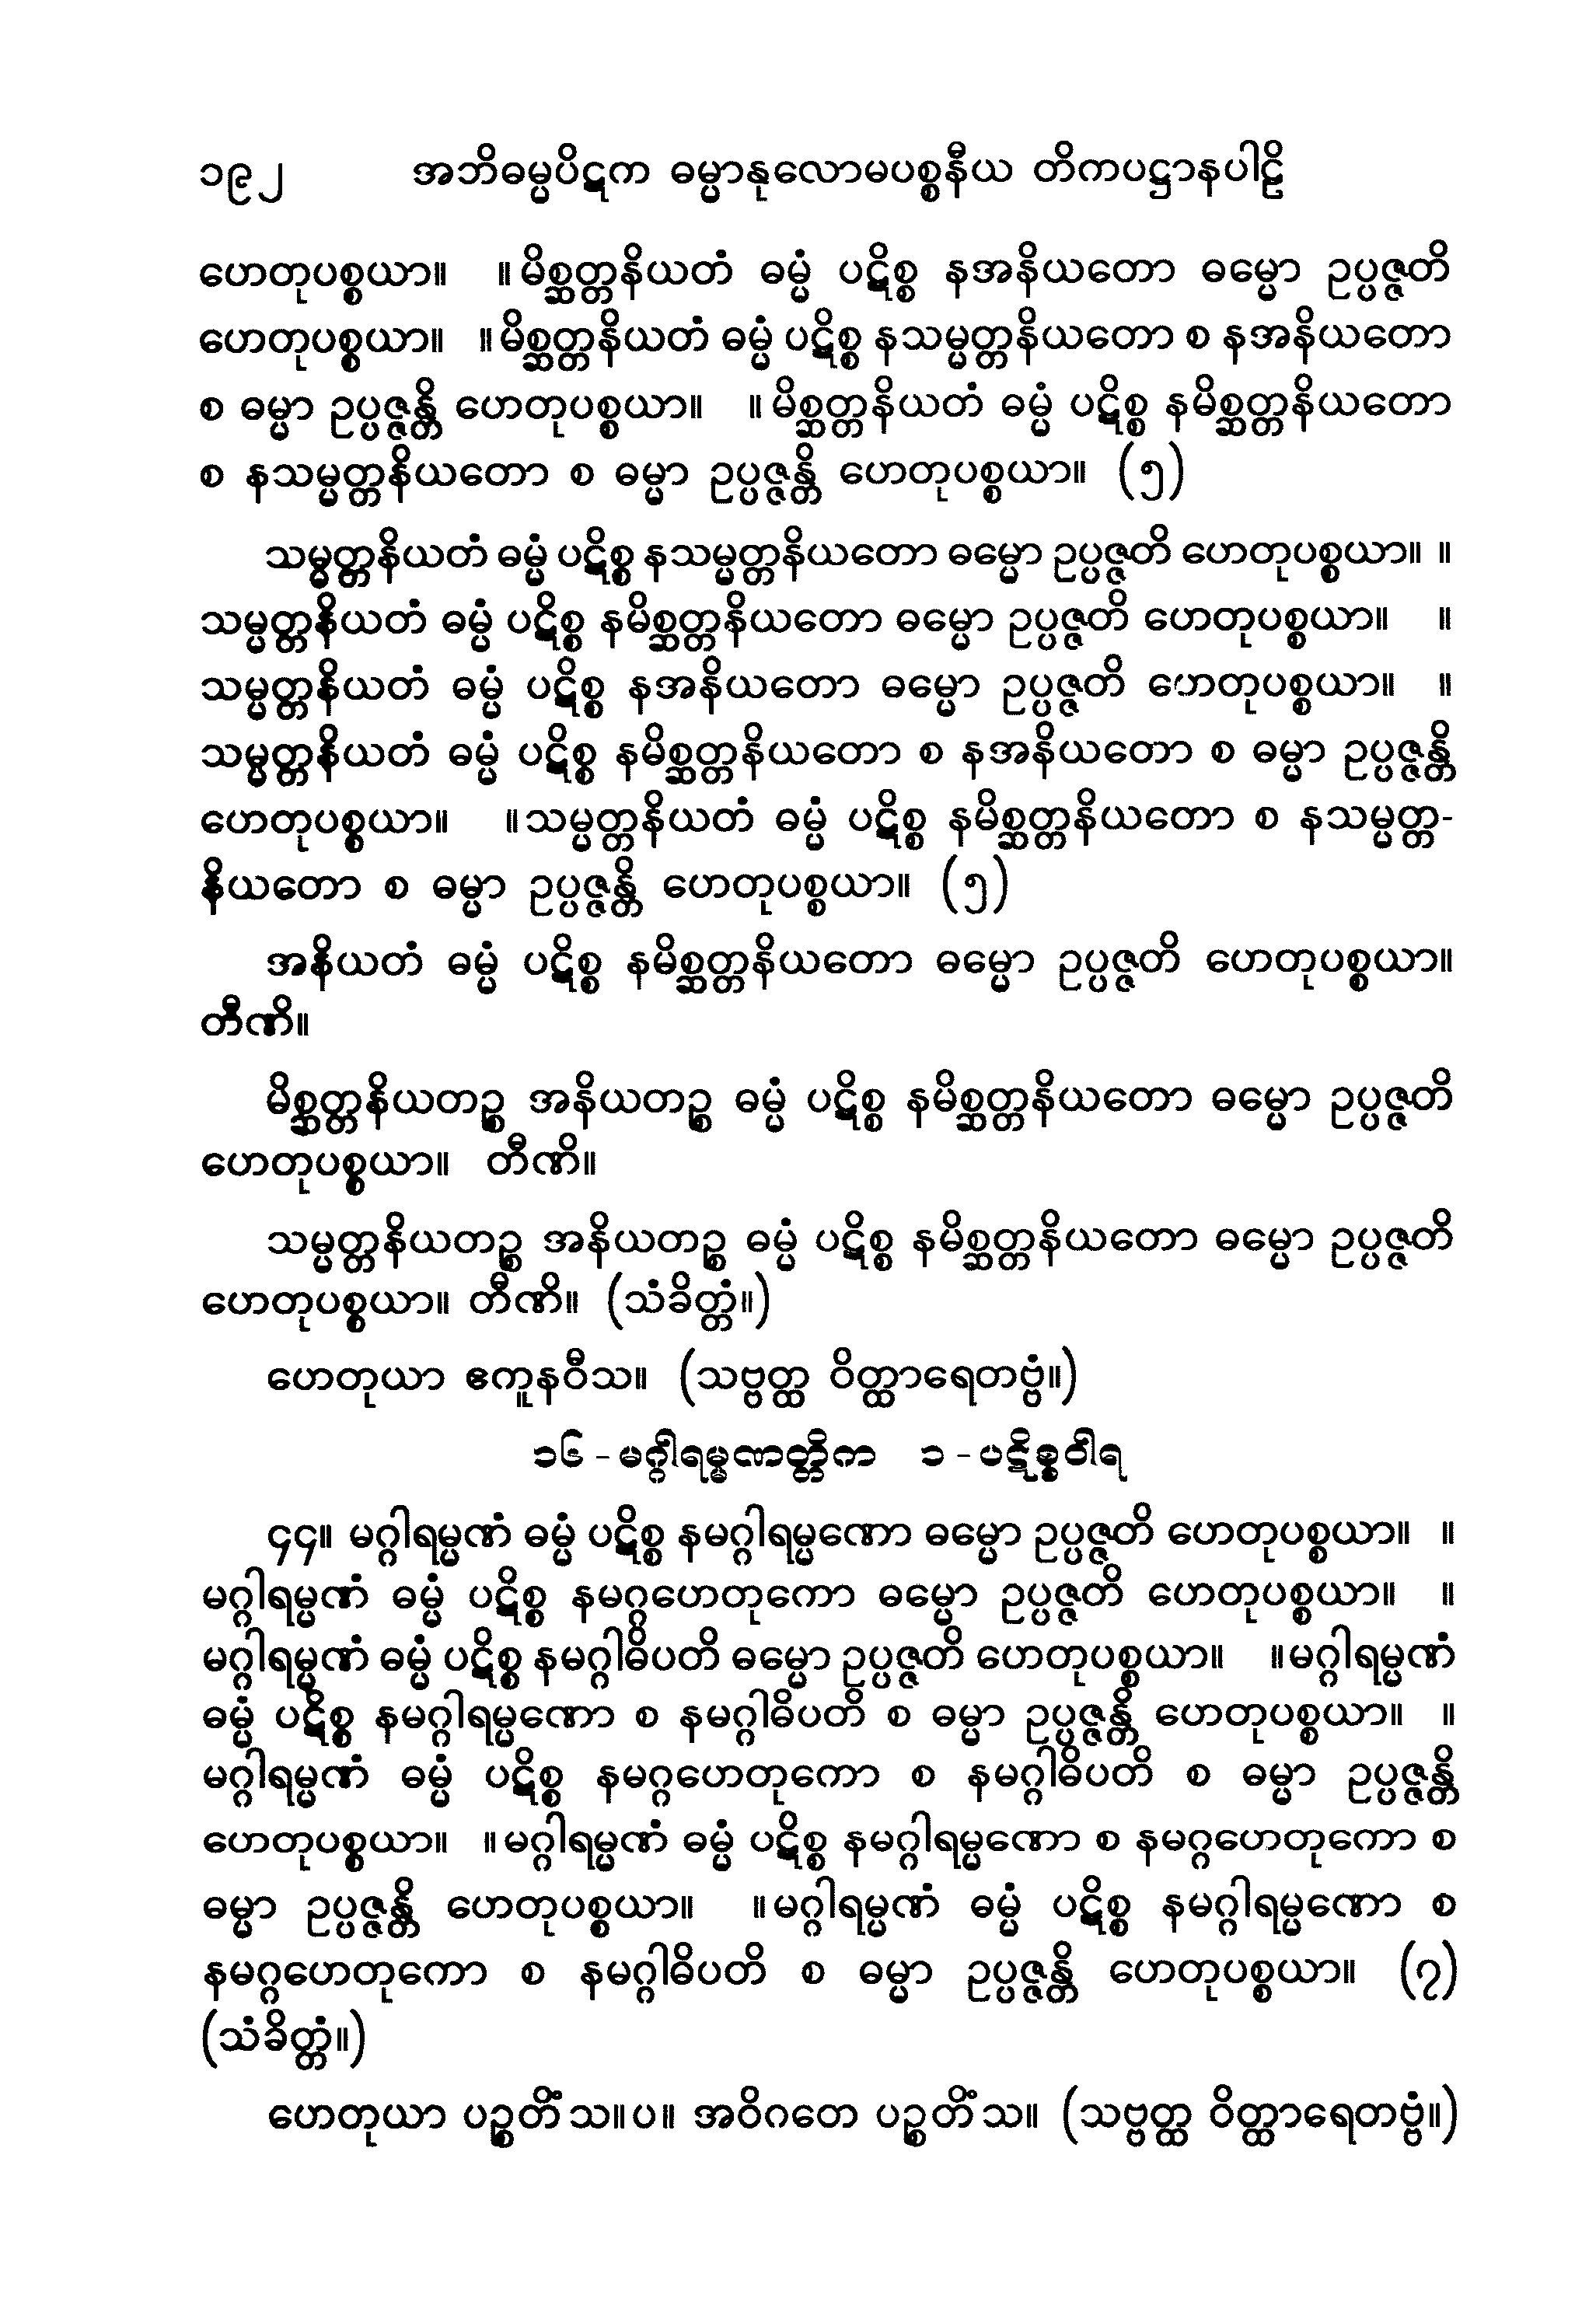 ၁၉၂ အဘိဓမ္မပိဋက ဓမ္မာနုလောမပစ္စနီယ တိကပဋ္ဌာနပါဠိ
ဟေတုပစ္စယာ။ ။မိစ္ဆတ္တနိယတံ ဓမ္မံ ပဋိစ္စ နအနိယတော ဓမ္မော ဥပ္ပဇ္ဇတိ
ဟေတုပစ္စယာ။ ။မိစ္ဆတ္တနိယတံ ဓမ္မံ ပဋိစ္စ နသမ္မတ္တနိယတော စ နအနိယတော
စ ဓမ္မာ ဥပ္ပဇ္ဇန္တိ ဟေတုပစ္စယာ။ ။မိစ္ဆတ္တနိယတံ ဓမ္မံ ပဋိစ္စ နမိစ္ဆတ္တနိယတော
စ နသမ္မတ္တနိယတော စ ဓမ္မာ ဥပ္ပဇ္ဇန္တိ ဟေတုပစ္စယာ။ (၅)
သမ္မတ္တနိယတံ ဓမ္မံ ပဋိစ္စ နသမ္မတ္တနိယတော ဓမ္မော ဥပ္ပဇ္ဇတိ ဟေတုပစ္စယာ။ ။
သမ္မတ္တနိယတံ ဓမ္မံ ပဋိစ္စ နမိစ္ဆတ္တနိယတော ဓမ္မော ဥပ္ပဇ္ဇတိ ဟေတုပစ္စယာ။ ။
သမ္မတ္တနိယတံ ဓမ္မံ ပဋိစ္စ နအနိယတော ဓမ္မော ဥပ္ပဇ္ဇတိ ဟေတုပစ္စယာ။ ။
သမ္မတ္တနိယတံ ဓမ္မံ ပဋိစ္စ နမိစ္ဆတ္တနိယတော စ နအနိယတော စ ဓမ္မာ ဥပ္ပဇ္ဇန္တိ
ဟေတုပစ္စယာ။ ။သမ္မတ္တနိယတံ ဓမ္မံ ပဋိစ္စ နမိစ္ဆတ္တနိယတော စ နသမ္မတ္တ-
နိယတော စ ဓမ္မာ ဥပ္ပဇ္ဇန္တိ ဟေတုပစ္စယာ။ (၅)
အနိယတံ ဓမ္မံ ပဋိစ္စ နမိစ္ဆတ္တနိယတော ဓမ္မော ဥပ္ပဇ္ဇတိ ဟေတုပစ္စယာ။
တီဏိ။
မိစ္ဆတ္တနိယတဉ္စ အနိယတဉ္စ ဓမ္မံ ပဋိစ္စ နမိစ္ဆတ္တနိယတော ဓမ္မော ဥပ္ပဇ္ဇတိ
ဟေတုပစ္စယာ။ တီဏိ။
သမ္မတ္တနိယတဉ္စ အနိယတဉ္စ ဓမ္မံ ပဋိစ္စ နမိစ္ဆတ္တနိယတော ဓမ္မော ဥပ္ပဇ္ဇတိ
ဟေတုပစ္စယာ။ တီဏိ။ (သံခိတ္တံ။)
ဟေတုယာ ဧကူနဝီသ။ (သဗ္ဗတ္ထ ဝိတ္ထာရေတဗ္ဗံ။)
၁၆ - မဂ္ဂါရမ္မဏတ္တိက ၁ - ပဋိစ္စဝါရ
၄၄။ မဂ္ဂါရမ္မဏံ ဓမ္မံ ပဋိစ္စ နမဂ္ဂါရမ္မဏော ဓမ္မော ဥပ္ပဇ္ဇတိ ဟေတုပစ္စယာ။ ။
မဂ္ဂါရမ္မဏံ ဓမ္မံ ပဋိစ္စ နမဂ္ဂဟေတုကော ဓမ္မော ဥပ္ပဇ္ဇတိ ဟေတုပစ္စယာ။ ။
မဂ္ဂါရမ္မဏံ ဓမ္မံ ပဋိစ္စ နမဂ္ဂါဓိပတိ ဓမ္မော ဥပ္ပဇ္ဇတိ ဟေတုပစ္စယာ။ ။မဂ္ဂါရမ္မဏံ
ဓမ္မံ ပဋိစ္စ နမဂ္ဂါရမ္မဏော စ နမဂ္ဂါဓိပတိ စ ဓမ္မာ ဥပ္ပဇ္ဇန္တိ ဟေတုပစ္စယာ။ ။
မဂ္ဂါရမ္မဏံ ဓမ္မံ ပဋိစ္စ နမဂ္ဂဟေတုကော စ နမဂ္ဂါဓိပတိ စ ဓမ္မာ ဥပ္ပဇ္ဇန္တိ
ဟေတုပစ္စယာ။ ။မဂ္ဂါရမ္မဏံ ဓမ္မံ ပဋိစ္စ နမဂ္ဂါရမ္မဏော စ နမဂ္ဂဟေတုကော စ
ဓမ္မာ ဥပ္ပဇ္ဇန္တိ ဟေတုပစ္စယာ။ ။မဂ္ဂါရမ္မဏံ ဓမ္မံ ပဋိစ္စ နမဂ္ဂါရမ္မဏော စ
နမဂ္ဂဟေတုကော စ နမဂ္ဂါဓိပတိ စ ဓမ္မာ ဥပ္ပဇ္ဇန္တိ ဟေတုပစ္စယာ။ (၇)
(သံခိတ္တံ။)
ဟေတုယာ ပဉ္စတိံသ။ပ။ အဝိဂတေ ပဉ္စတိံသ။ (သဗ္ဗတ္ထ ဝိတ္ထာရေတဗ္ဗံ။)